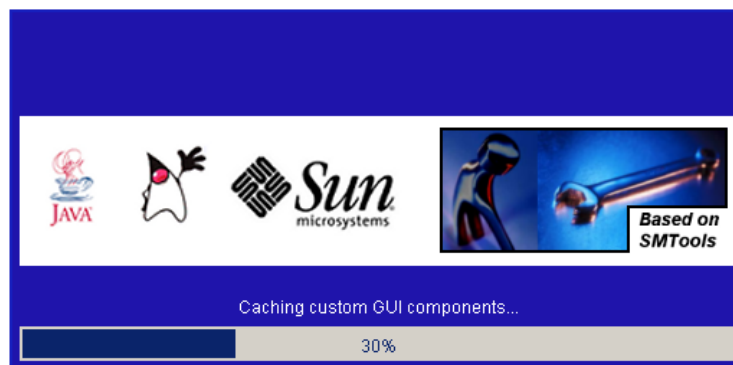 JAVA
Sun
microsystems
Based on
SMTools
Caching custom GUI components...
30%